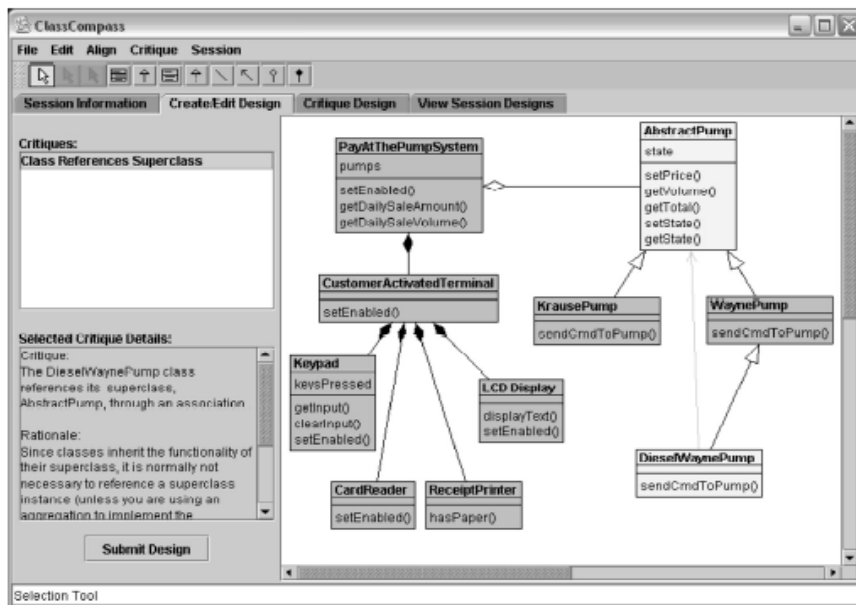 ClassCompass
File Edit Align Critique Session
Session Information Create/Edit Design Critique Design View Session Designs
Critiques:
Class References Superclass
Selected Critique Details:
Critique:
The DieselWaynePump class
references its superclass,
AbstractPump, through an association
Rationale:
Since classes inherit the functionality of
their superclass, it is normally not
necessary to reference a superclass
instance (unless you are using an
aggregation to implement the
Submit Design
PayAtThePumpSystem
pumps
setEnabled()
getDailySaleAmount()
getDailySaleVolume()
AbstractPump
state
setPrice()
getVolume()
getTotal()
setState()
getState()
CustomerActivatedTerminal
setEnabled()
KrausePump
sendCmdToPump()
WaynePump
sendCmdToPump()
Keypad
keysPressed
getInput()
clearInput()
setEnabled()
LCD Display
displayText()
setEnabled()
DieselWaynePump
sendCmdToPump()
CardReader
setEnabled()
ReceiptPrinter
hasPaper()
Selection Tool